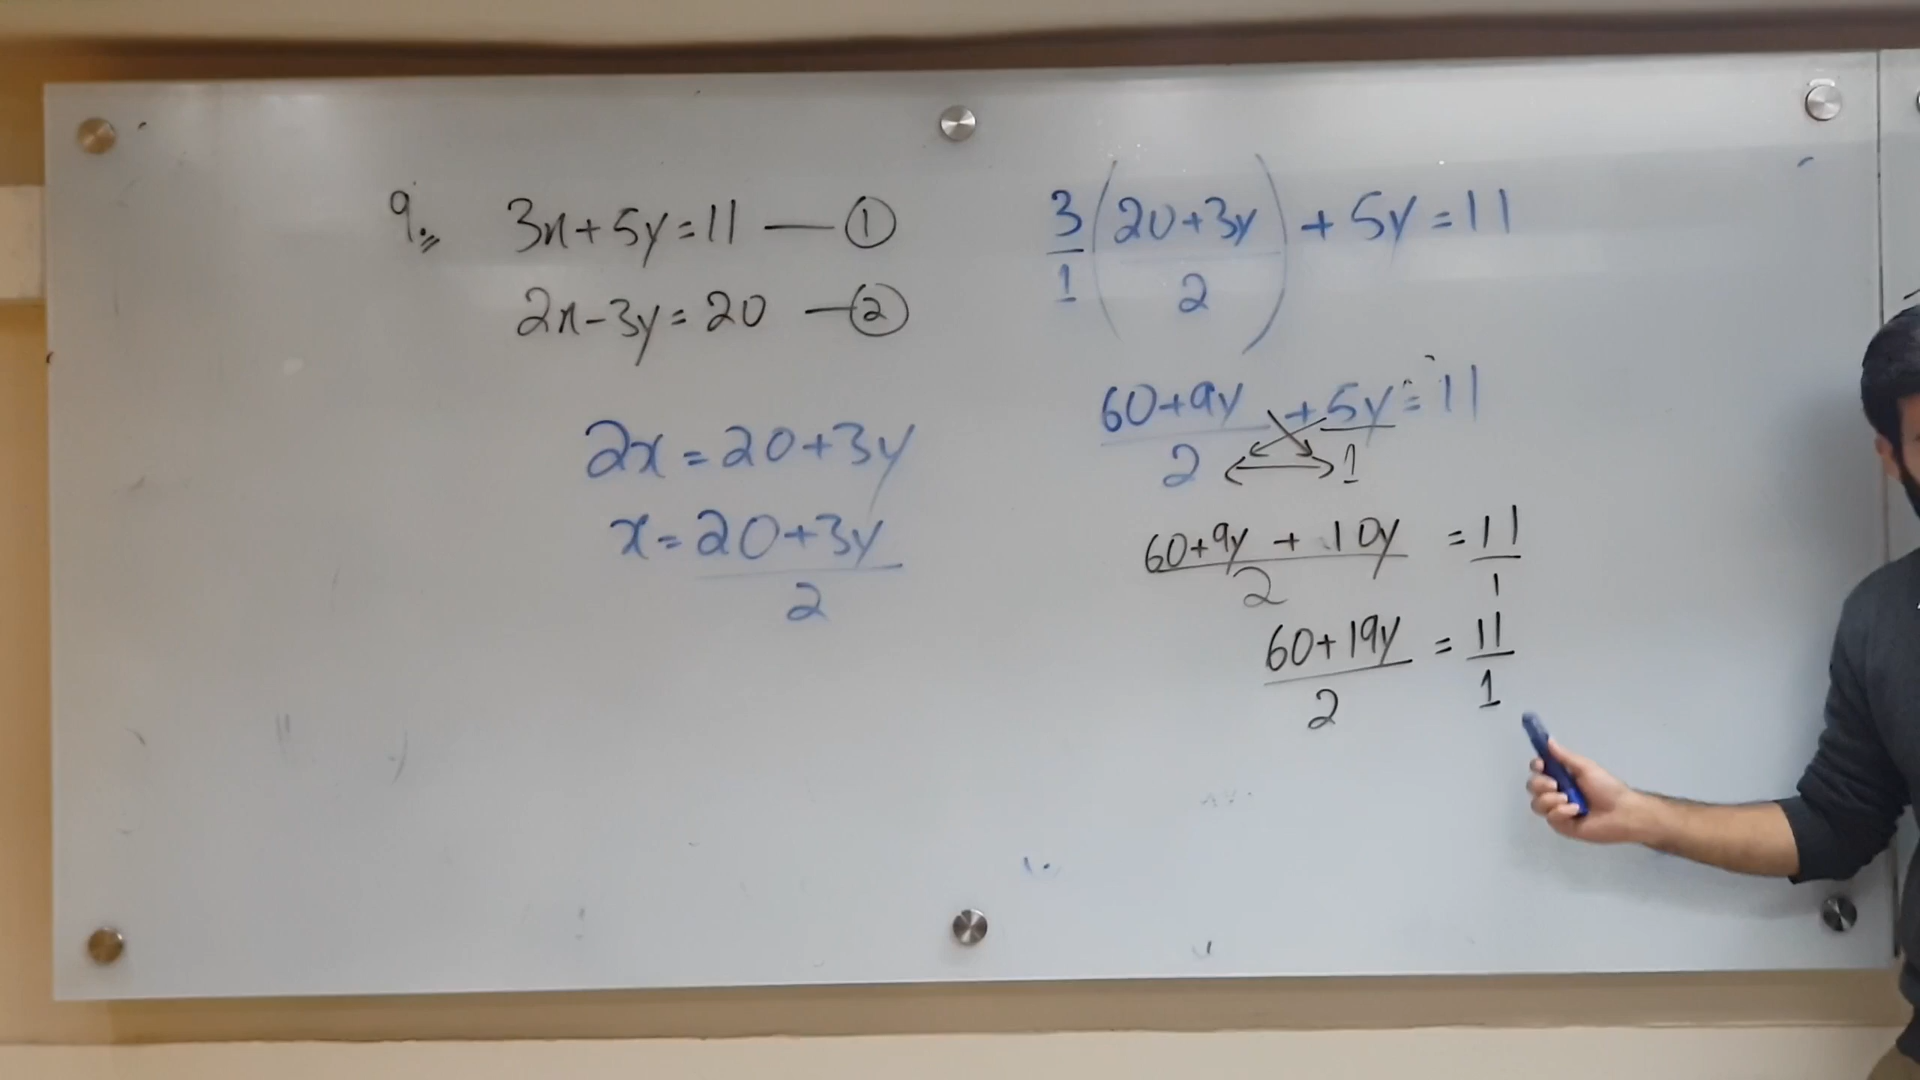 9. 3x+5y=11 — ①
2x-3y=20 — ②
2x=20+3y
x=20+3y
2
3/1 (20+3y/2) + 5y=11
60+9y/2 + 5y/1 = 11
60+9y + 10y/2 = 11/1
60+19y/2 = 11/1